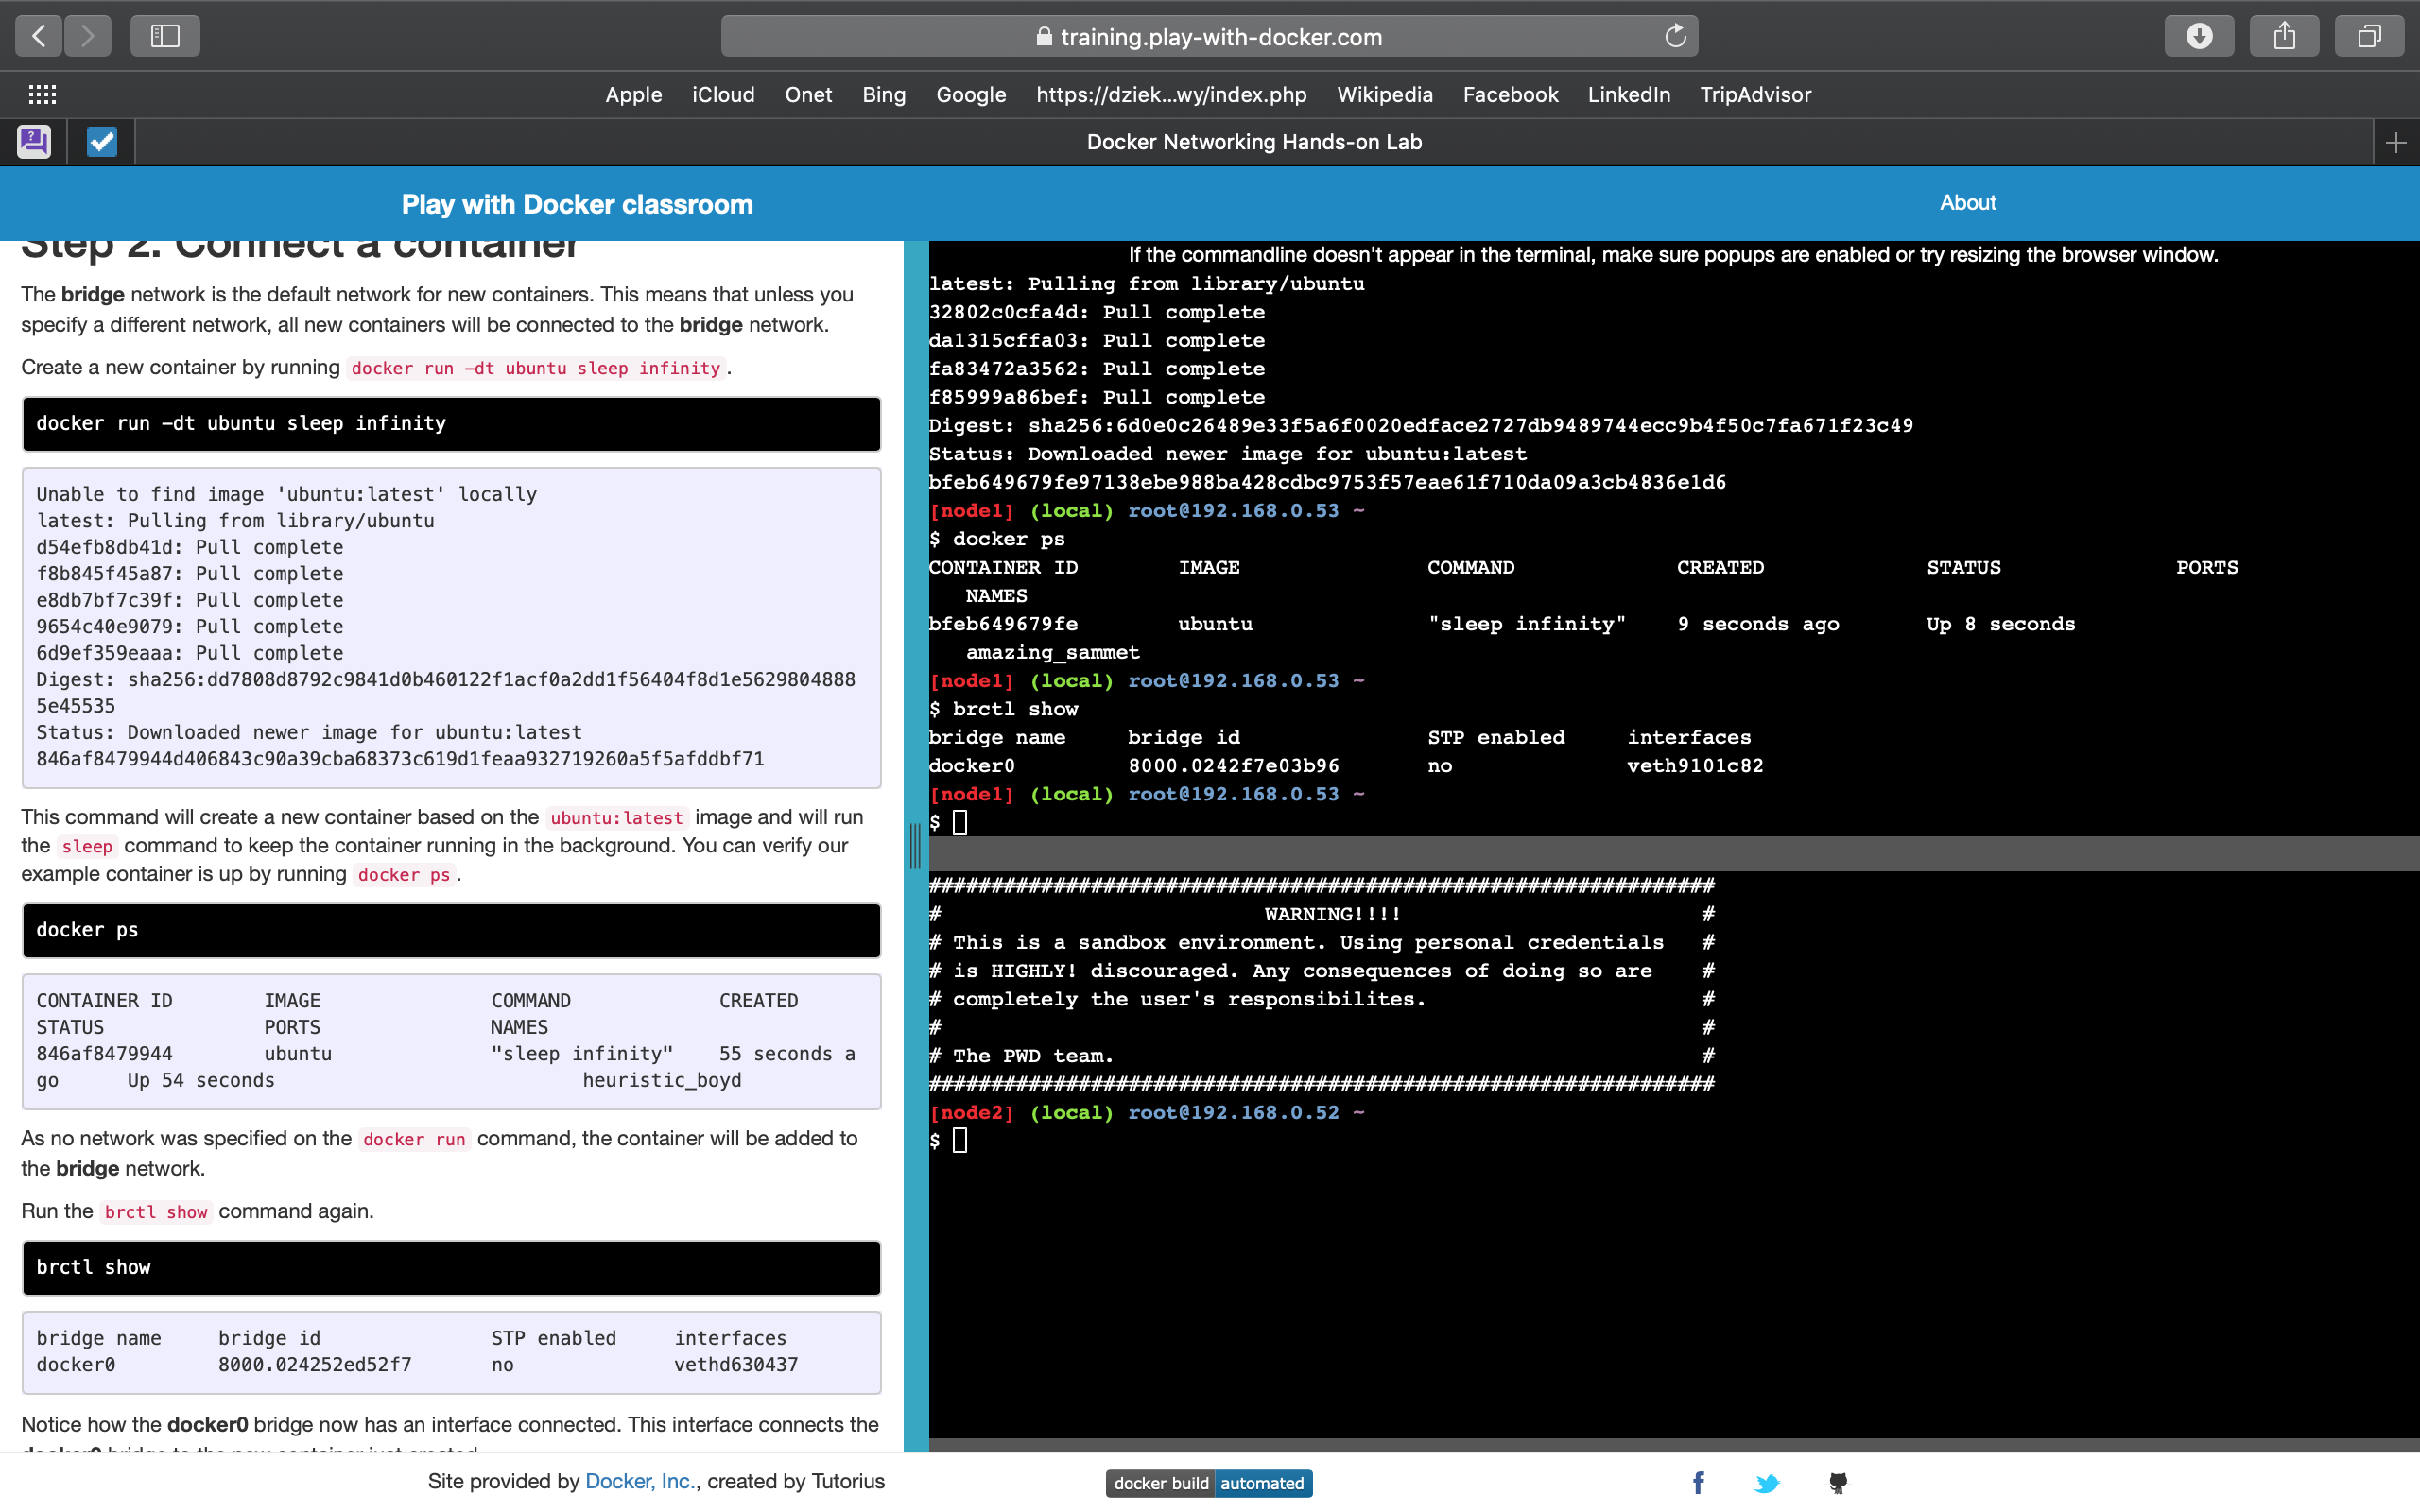 training.play-with-docker.com
Apple iCloud Onet Bing Google https://dziek...wy/index.php Wikipedia Facebook LinkedIn TripAdvisor
Docker Networking Hands-on Lab
Play with Docker classroom
About
Step 2: Connect a container
The bridge network is the default network for new containers. This means that unless you
specify a different network, all new containers will be connected to the bridge network.
Create a new container by running docker run -dt ubuntu sleep infinity.
docker run -dt ubuntu sleep infinity
Unable to find image 'ubuntu:latest' locally
latest: Pulling from library/ubuntu
d54efb8db41d: Pull complete
f8b845f45a87: Pull complete
e8db7bf7c39f: Pull complete
9654c40e9079: Pull complete
6d9ef359eaaa: Pull complete
Digest: sha256:dd7808d8792c9841d0b460122f1acf0a2dd1f56404f8d1e5629804888
5e45535
Status: Downloaded newer image for ubuntu:latest
846af8479944d406843c90a39cba68373c619d1feaa932719260a5f5afddbf71
This command will create a new container based on the ubuntu:latest image and will run
the sleep command to keep the container running in the background. You can verify our
example container is up by running docker ps.
docker ps
CONTAINER ID IMAGE COMMAND CREATED
STATUS PORTS NAMES
846af8479944 ubuntu "sleep infinity" 55 seconds a
go Up 54 seconds heuristic_boyd
As no network was specified on the docker run command, the container will be added to
the bridge network.
Run the brctl show command again.
brctl show
bridge name bridge id STP enabled interfaces
docker0 8000.024252ed52f7 no vethd630437
Notice how the docker0 bridge now has an interface connected. This interface connects the
docker0 bridge to the new container just created.
If the commandline doesn't appear in the terminal, make sure popups are enabled or try resizing the browser window.
latest: Pulling from library/ubuntu
32802c0cfa4d: Pull complete
da1315cffa03: Pull complete
fa83472a3562: Pull complete
f85999a86bef: Pull complete
Digest: sha256:6d0e0c26489e33f5a6f0020edface2727db9489744ecc9b4f50c7fa671f23c49
Status: Downloaded newer image for ubuntu:latest
bfeb649679fe97138ebe988ba428cdbc9753f57eae61f710da09a3cb4836e1d6
[node1] (local) root@192.168.0.53 ~
$ docker ps
CONTAINER ID IMAGE COMMAND CREATED STATUS PORTS
NAMES
bfeb649679fe ubuntu "sleep infinity" 9 seconds ago Up 8 seconds
amazing_sammet
[node1] (local) root@192.168.0.53 ~
$ brctl show
bridge name bridge id STP enabled interfaces
docker0 8000.0242f7e03b96 no veth9101c82
[node1] (local) root@192.168.0.53 ~
$
###############################################################
# WARNING!!!! #
# This is a sandbox environment. Using personal credentials #
# is HIGHLY! discouraged. Any consequences of doing so are #
# completely the user's responsibilites. #
# #
# The PWD team. #
###############################################################
[node2] (local) root@192.168.0.52 ~
$
Site provided by Docker, Inc., created by Tutorius
docker build automated